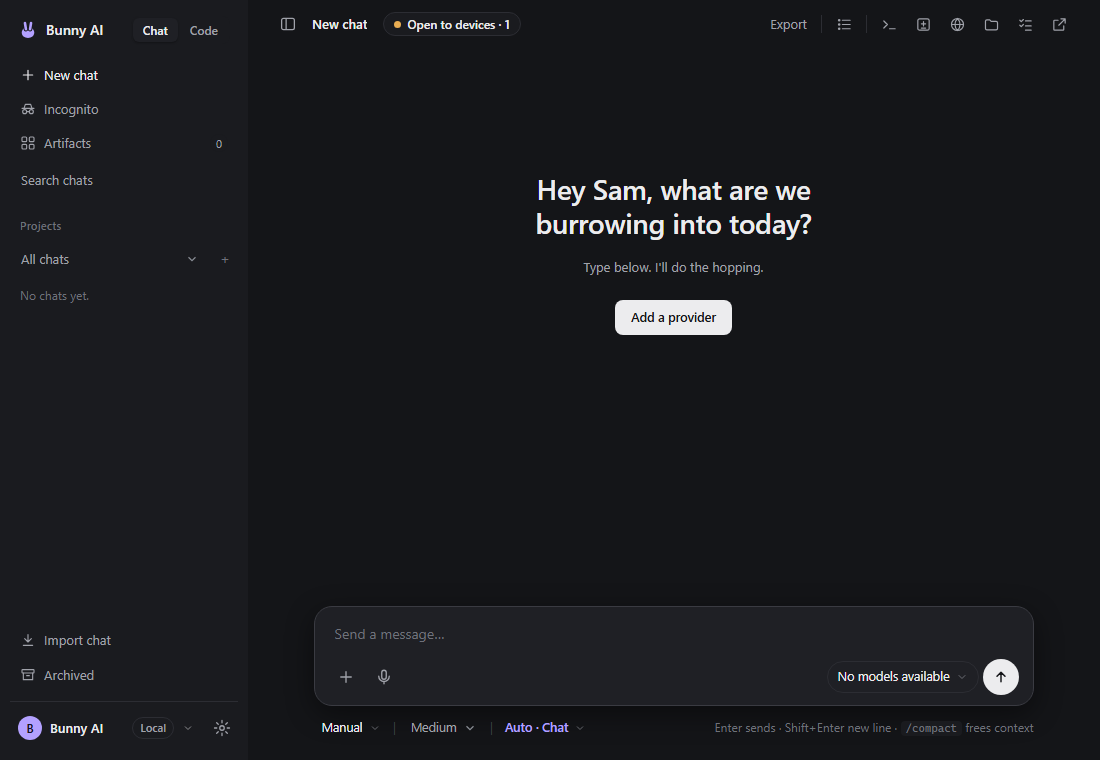 Bunny AI
Chat
Code
New chat
Incognito
Artifacts
0
Search chats
Projects
All chats
+
No chats yet.
Import chat
Archived
B
Bunny AI
Local
New chat
Open to devices · 1
Export
Hey Sam, what are we
burrowing into today?
Type below. I'll do the hopping.
Add a provider
Send a message...
No models available
Manual
Medium
Auto · Chat
Enter sends · Shift+Enter new line · /compact frees context